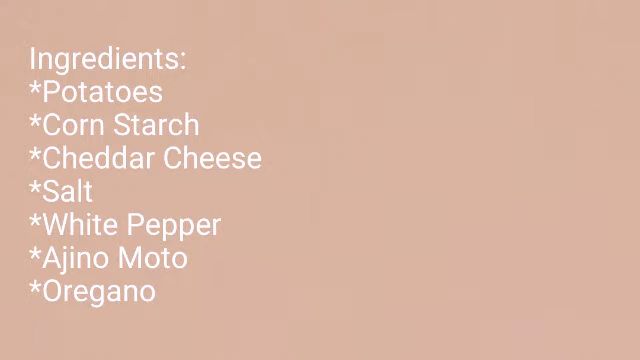 Ingredients:
*Potatoes
*Corn Starch
*Cheddar Cheese
*Salt
*White Pepper
*Ajino Moto
*Oregano